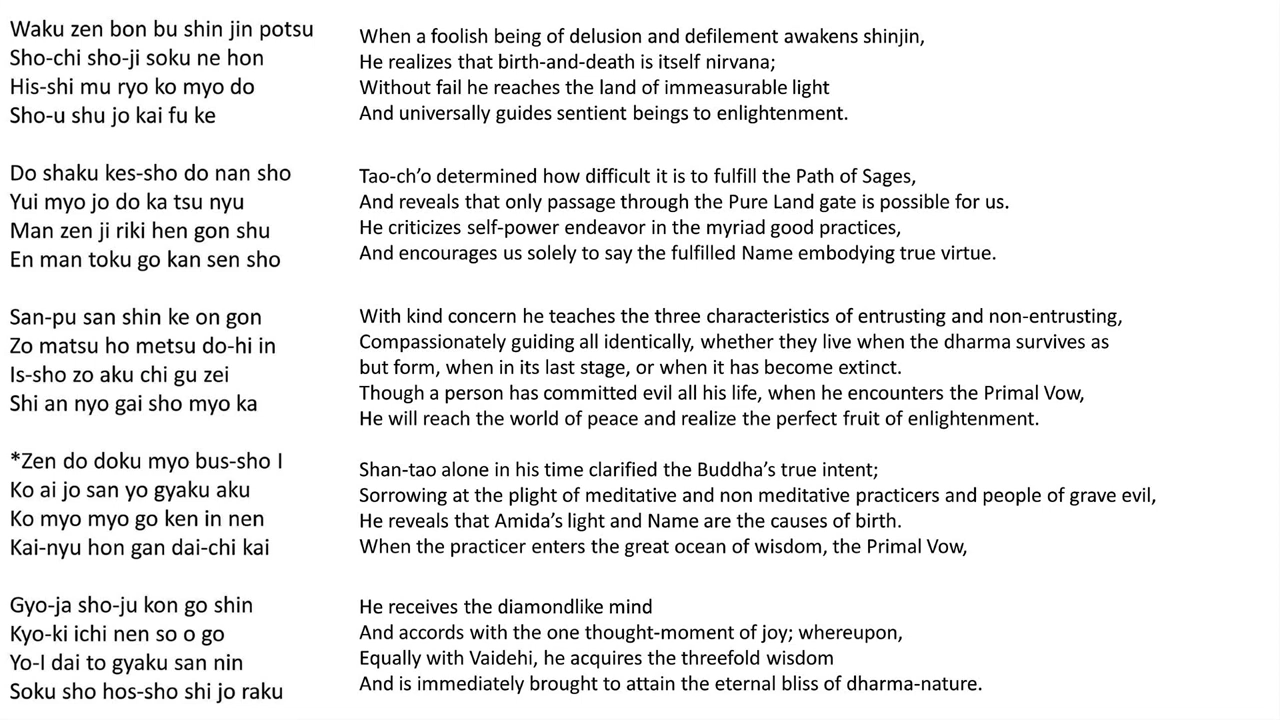 Waku zen bon bu shin jin potsu
Sho-chi sho-ji soku ne hon
His-shi mu ryo ko myo do
Sho-u shu jo kai fu ke
When a foolish being of delusion and defilement awakens shinjin,
He realizes that birth-and-death is itself nirvana;
Without fail he reaches the land of immeasurable light
And universally guides sentient beings to enlightenment.
Do shaku kes-sho do nan sho
Yui myo jo do ka tsu nyu
Man zen ji riki hen gon shu
En man toku go kan sen sho
Tao-ch’o determined how difficult it is to fulfill the Path of Sages,
And reveals that only passage through the Pure Land gate is possible for us.
He criticizes self-power endeavor in the myriad good practices,
And encourages us solely to say the fulfilled Name embodying true virtue.
San-pu san shin ke on gon
Zo matsu ho metsu do-hi in
Is-sho zo aku chi gu zei
Shi an nyo gai sho myo ka
With kind concern he teaches the three characteristics of entrusting and non-entrusting,
Compassionately guiding all identically, whether they live when the dharma survives as
but form, when in its last stage, or when it has become extinct.
Though a person has committed evil all his life, when he encounters the Primal Vow,
He will reach the world of peace and realize the perfect fruit of enlightenment.
*Zen do doku myo bus-sho I
Ko ai jo san yo gyaku aku
Ko myo myo go ken in nen
Kai-nyu hon gan dai-chi kai
Shan-tao alone in his time clarified the Buddha’s true intent;
Sorrowing at the plight of meditative and non meditative practicers and people of grave evil,
He reveals that Amida’s light and Name are the causes of birth.
When the practicer enters the great ocean of wisdom, the Primal Vow,
Gyo-ja sho-ju kon go shin
Kyo-ki ichi nen so o go
Yo-I dai to gyaku san nin
Soku sho hos-sho shi jo raku
He receives the diamondlike mind
And accords with the one thought-moment of joy; whereupon,
Equally with Vaidehi, he acquires the threefold wisdom
And is immediately brought to attain the eternal bliss of dharma-nature.